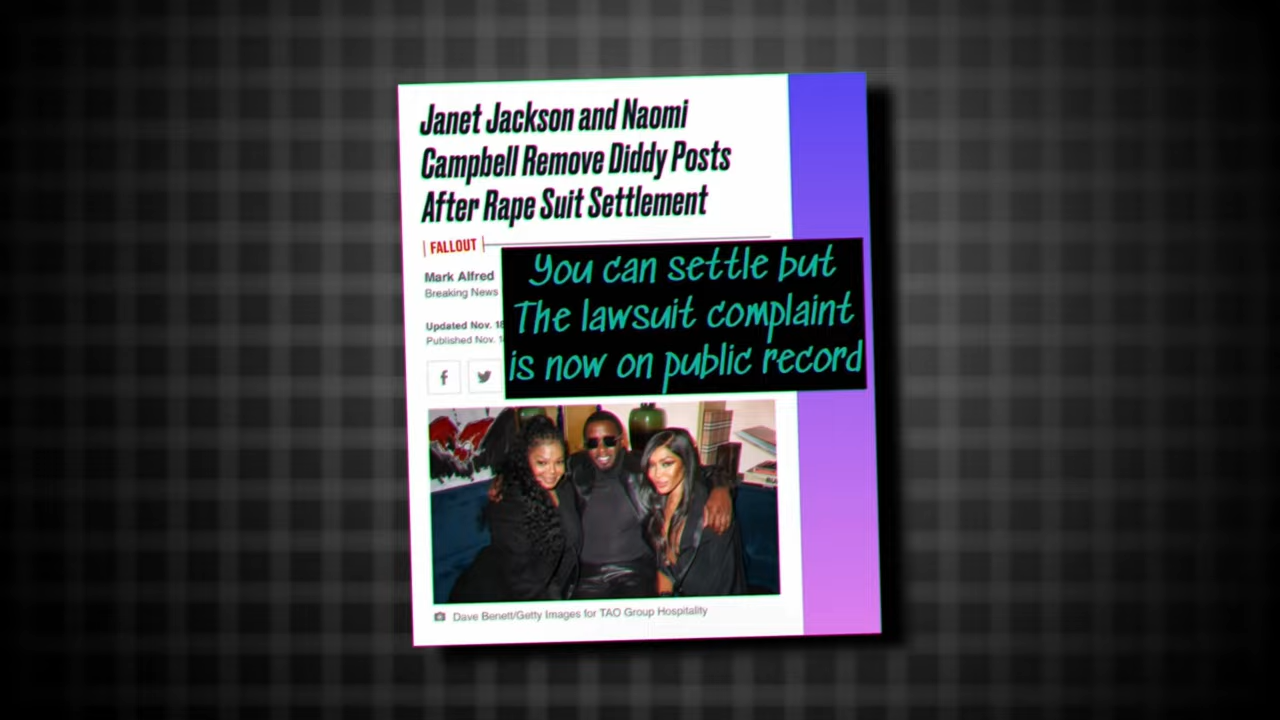 Janet Jackson and Naomi
Campbell Remove Diddy Posts
After Rape Suit Settlement
FALLOUT
Mark Alfred
Breaking News
Updated Nov. 18
Published Nov. 1
You can settle but
The lawsuit complaint
is now on public record
f
Dave Benett/Getty Images for TAO Group Hospitality